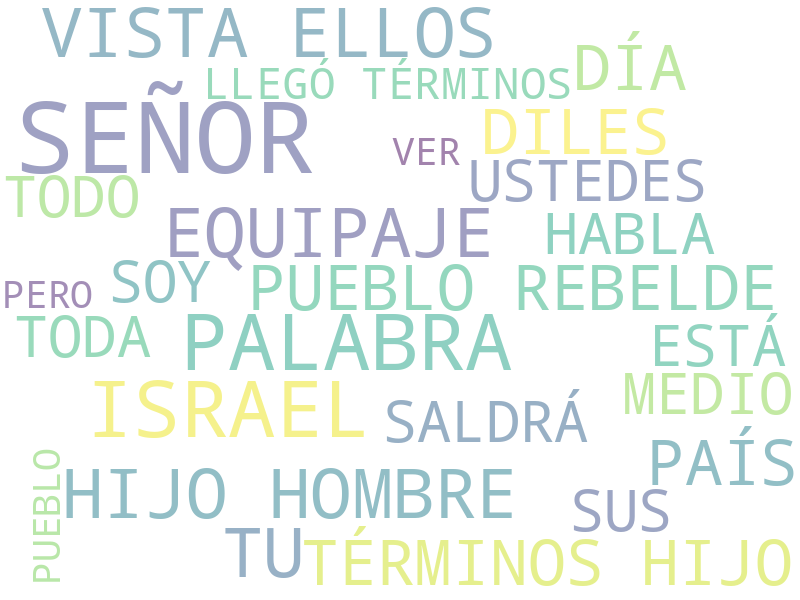 VISTA ELLOS
LLEGÓ TÉRMINOS
DÍA
SEÑOR
VER
DILES
USTEDES
TODO
EQUIPAJE
HABLA
PERO
SOY
PUEBLO REBELDE
TODA
PALABRA
ESTÁ
ISRAEL
SALDRÁ
MEDIO
PAÍS
PUEBLO
HIJO HOMBRE
SUS
TU
TÉRMINOS HIJO